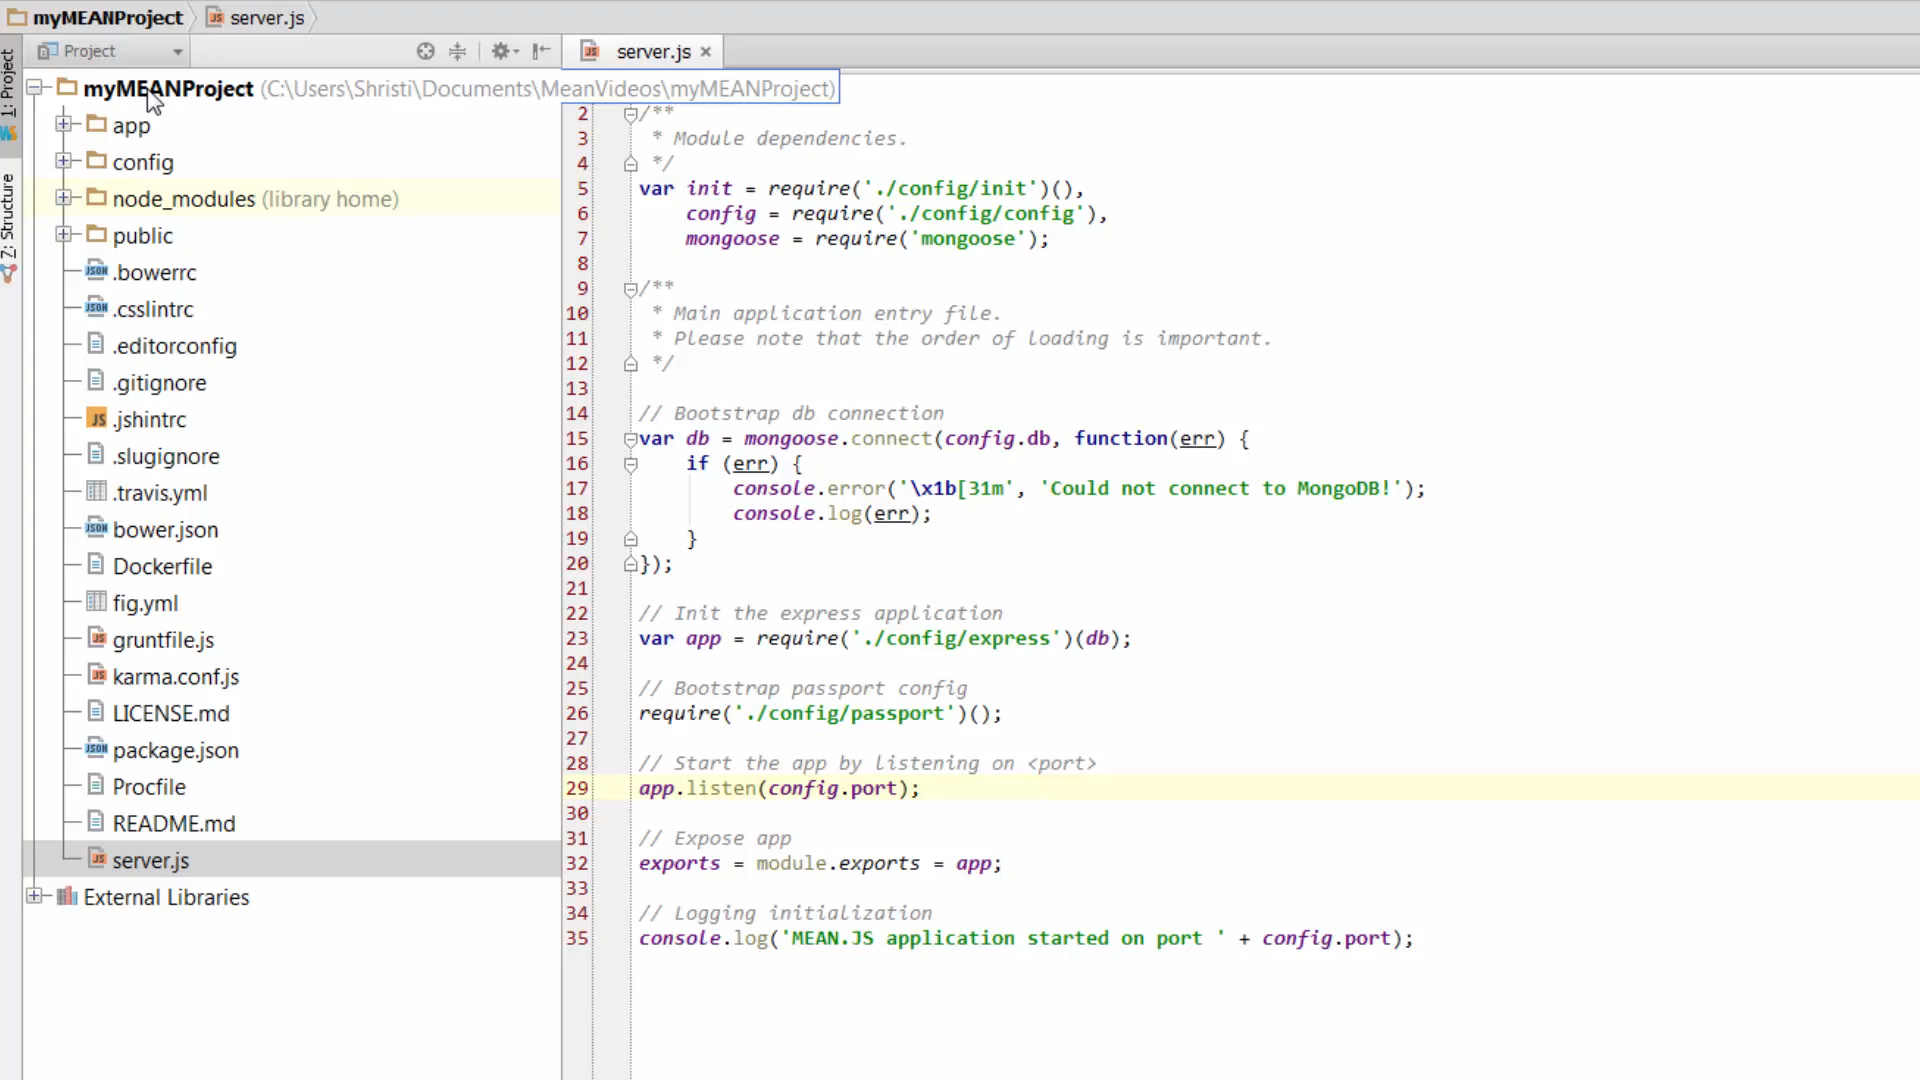 myMEANProject
server.js
1: Project
7: Structure
Project
server.js
myMEANProject (C:\Users\Shristi\Documents\MeanVideos\myMEANProject)
app
config
node_modules (library home)
public
.bowerrc
.csslintrc
.editorconfig
.gitignore
.jshintrc
.slugignore
.travis.yml
bower.json
Dockerfile
fig.yml
gruntfile.js
karma.conf.js
LICENSE.md
package.json
Procfile
README.md
server.js
External Libraries
2 /**
3  * Module dependencies.
4  */
5 var init = require('./config/init')(),
6     config = require('./config/config'),
7     mongoose = require('mongoose');
8
9 /**
10  * Main application entry file.
11  * Please note that the order of loading is important.
12  */
13
14 // Bootstrap db connection
15 var db = mongoose.connect(config.db, function(err) {
16     if (err) {
17         console.error('\x1b[31m', 'Could not connect to MongoDB!');
18         console.log(err);
19     }
20 });
21
22 // Init the express application
23 var app = require('./config/express')(db);
24
25 // Bootstrap passport config
26 require('./config/passport')();
27
28 // Start the app by listening on <port>
29 app.listen(config.port);
30
31 // Expose app
32 exports = module.exports = app;
33
34 // Logging initialization
35 console.log('MEAN.JS application started on port ' + config.port);